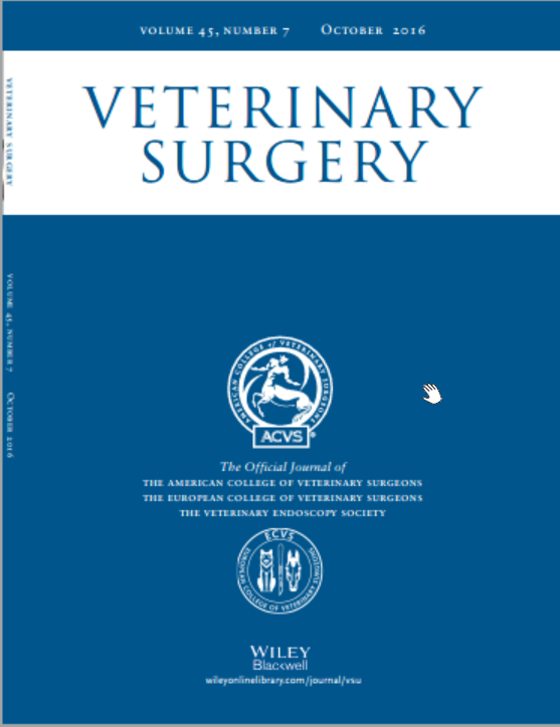 VOLUME 45, NUMBER 7 OCTOBER 2016
VETERINARY
SURGERY
VETERINARY SURGERY
VOLUME 45, NUMBER 7
OCTOBER 2016
AMERICAN COLLEGE of VETERINARY SURGEONS
ACVS®
The Official Journal of
THE AMERICAN COLLEGE OF VETERINARY SURGEONS
THE EUROPEAN COLLEGE OF VETERINARY SURGEONS
THE VETERINARY ENDOSCOPY SOCIETY
ECVS
EUROPEAN COLLEGE OF VETERINARY SURGEONS
WILEY
Blackwell
wileyonlinelibrary.com/journal/vsu